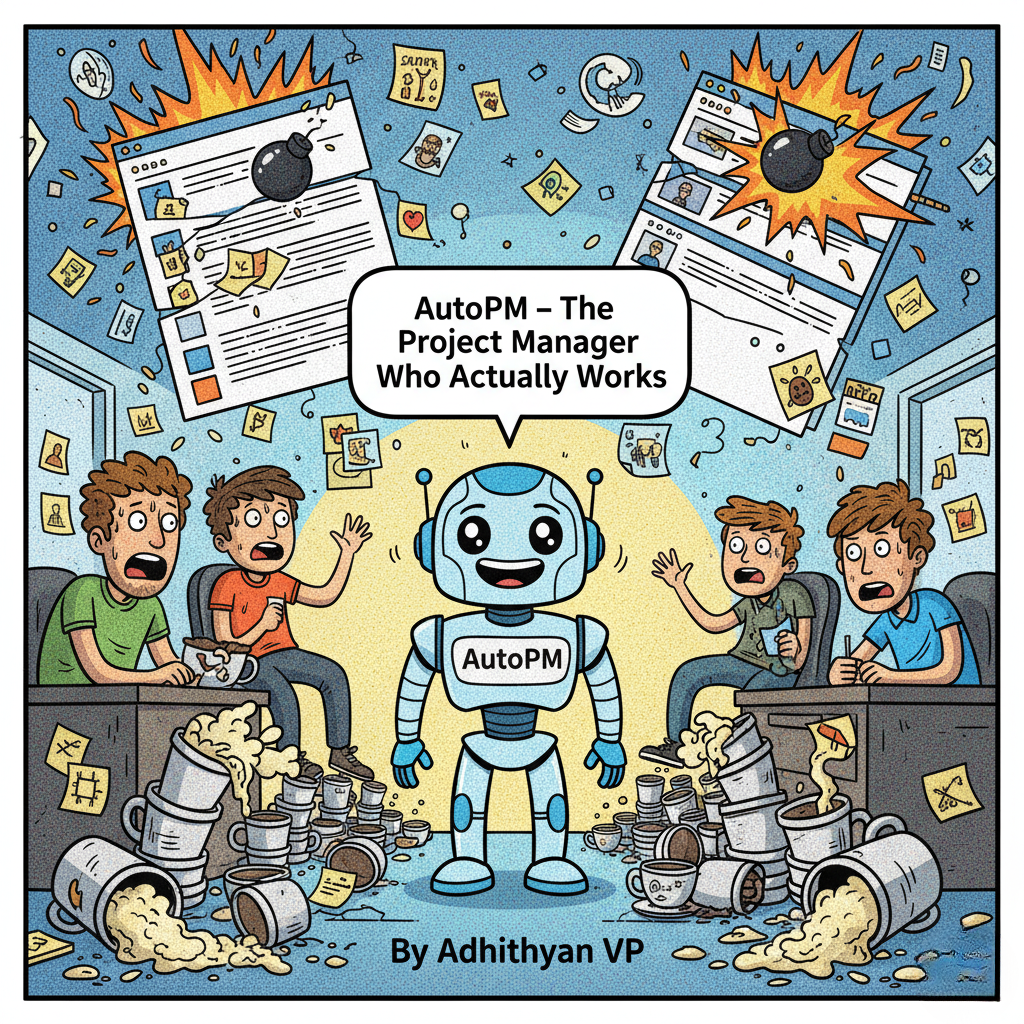 AutoPM – The
Project Manager
Who Actually Works
AutoPM
By Adhithyan VP